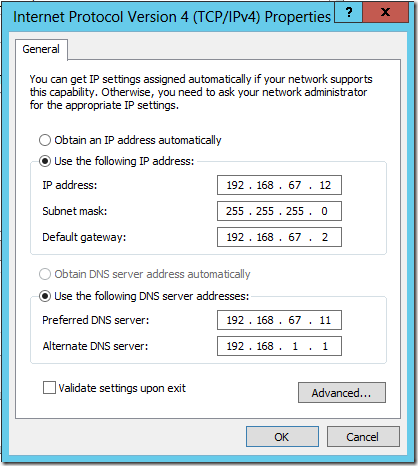 Internet Protocol Version 4 (TCP/IPv4) Properties ? X
General
You can get IP settings assigned automatically if your network supports
this capability. Otherwise, you need to ask your network administrator
for the appropriate IP settings.
Obtain an IP address automatically
Use the following IP address:
IP address: 192 . 168 . 67 . 12
Subnet mask: 255 . 255 . 255 . 0
Default gateway: 192 . 168 . 67 . 2
Obtain DNS server address automatically
Use the following DNS server addresses:
Preferred DNS server: 192 . 168 . 67 . 11
Alternate DNS server: 192 . 168 . 1 . 1
Validate settings upon exit
Advanced...
OK Cancel